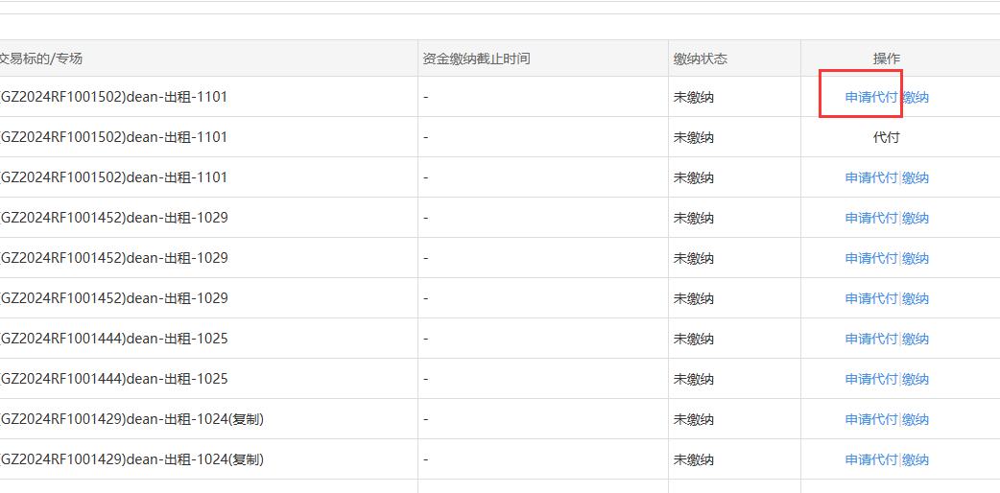 交易标的/专场 资金缴纳截止时间 缴纳状态 操作
(GZ2024RF1001502)dean-出租-1101 - 未缴纳 申请代付|缴纳
(GZ2024RF1001502)dean-出租-1101 - 未缴纳 代付
(GZ2024RF1001502)dean-出租-1101 - 未缴纳 申请代付|缴纳
(GZ2024RF1001452)dean-出租-1029 - 未缴纳 申请代付|缴纳
(GZ2024RF1001452)dean-出租-1029 - 未缴纳 申请代付|缴纳
(GZ2024RF1001452)dean-出租-1029 - 未缴纳 申请代付|缴纳
(GZ2024RF1001444)dean-出租-1025 - 未缴纳 申请代付|缴纳
(GZ2024RF1001444)dean-出租-1025 - 未缴纳 申请代付|缴纳
(GZ2024RF1001429)dean-出租-1024(复制) - 未缴纳 申请代付|缴纳
(GZ2024RF1001429)dean-出租-1024(复制) - 未缴纳 申请代付|缴纳